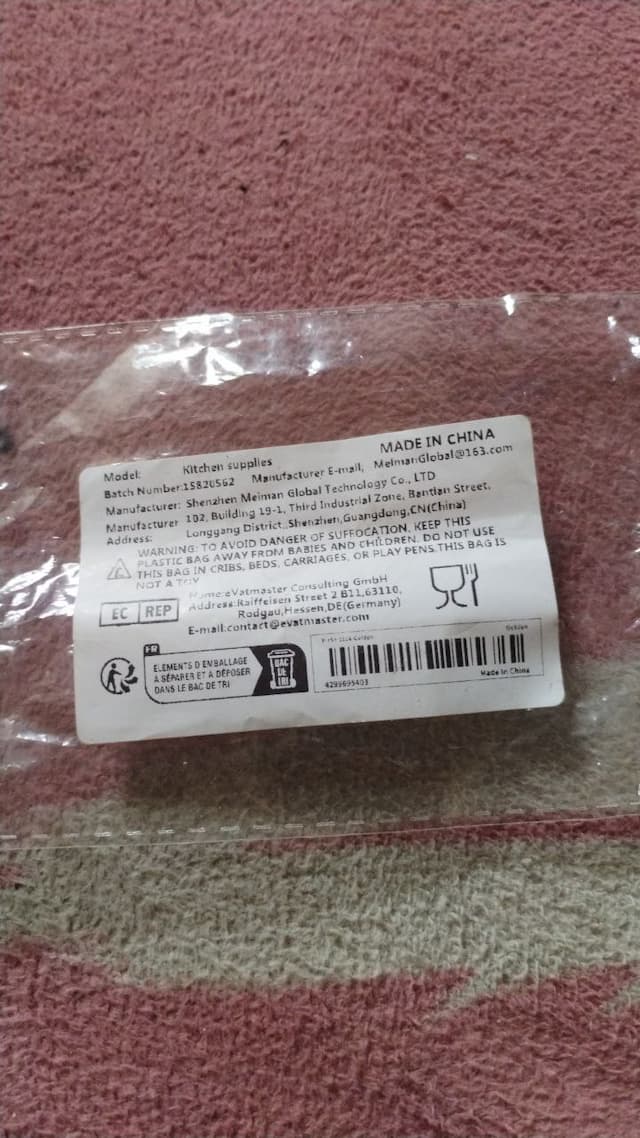 MADE IN CHINA
Model: Kitchen supplies
Batch Number:15820562 Manufacturer E-mail, MeimanGlobal@163.com
Manufacturer: Shenzhen Meiman Global Technology Co., LTD
Manufacturer Address: 102, Building 19-1, Third Industrial Zone, Bantian Street,
Longgang District,Shenzhen,Guangdong,CN(China)
WARNING: TO AVOID DANGER OF SUFFOCATION, KEEP THIS
PLASTIC BAG AWAY FROM BABIES AND CHILDREN. DO NOT USE
THIS BAG IN CRIBS, BEDS, CARRIAGES, OR PLAY PENS.THIS BAG IS
NOT A TOY
EC REP
Name:eVatmaster Consulting GmbH
Address:Raiffeisen Street 2 B11,63110,
Rodgau,Hessen,DE(Germany)
E-mail:contact@evatmaster.com
FR
ELEMENTS D'EMBALLAGE
A SÉPARER ET A DÉPOSER
DANS LE BAC DE TRI
BAC
DE
TRI
Golden
4299695403
Made In China